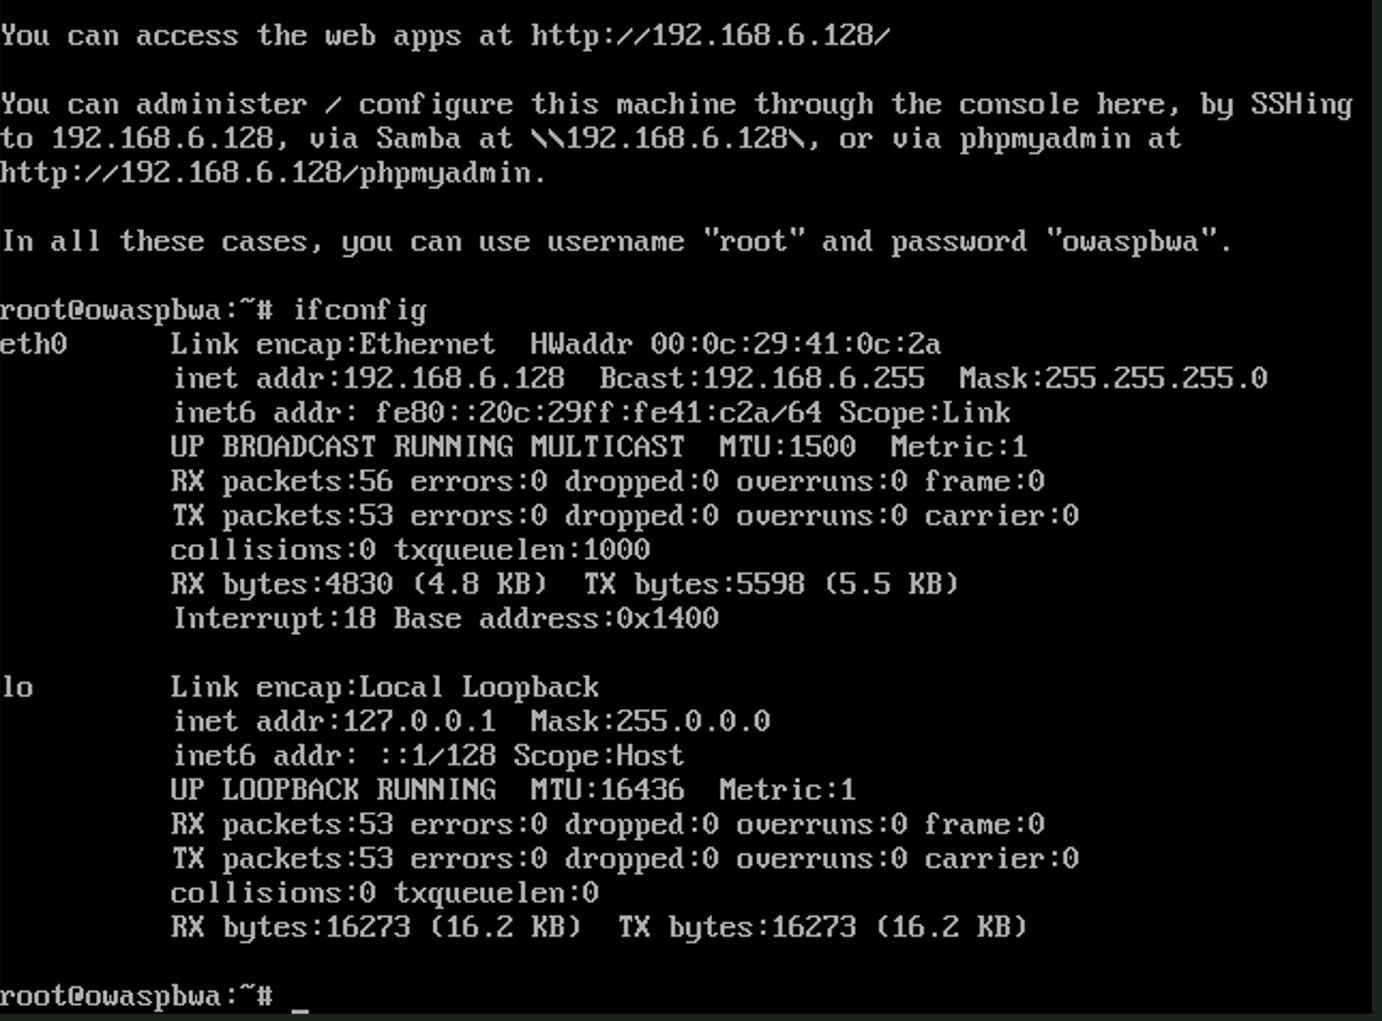 You can access the web apps at http://192.168.6.128/
You can administer / configure this machine through the console here, by SSHing
to 192.168.6.128, via Samba at \\192.168.6.128\, or via phpmyadmin at
http://192.168.6.128/phpmyadmin.
In all these cases, you can use username "root" and password "owaspbwa".
root@owaspbwa:~# ifconfig
eth0      Link encap:Ethernet  HWaddr 00:0c:29:41:0c:2a
          inet addr:192.168.6.128  Bcast:192.168.6.255  Mask:255.255.255.0
          inet6 addr: fe80::20c:29ff:fe41:c2a/64 Scope:Link
          UP BROADCAST RUNNING MULTICAST  MTU:1500  Metric:1
          RX packets:56 errors:0 dropped:0 overruns:0 frame:0
          TX packets:53 errors:0 dropped:0 overruns:0 carrier:0
          collisions:0 txqueuelen:1000
          RX bytes:4830 (4.8 KB)  TX bytes:5598 (5.5 KB)
          Interrupt:18 Base address:0x1400
lo        Link encap:Local Loopback
          inet addr:127.0.0.1  Mask:255.0.0.0
          inet6 addr: ::1/128 Scope:Host
          UP LOOPBACK RUNNING  MTU:16436  Metric:1
          RX packets:53 errors:0 dropped:0 overruns:0 frame:0
          TX packets:53 errors:0 dropped:0 overruns:0 carrier:0
          collisions:0 txqueuelen:0
          RX bytes:16273 (16.2 KB)  TX bytes:16273 (16.2 KB)
root@owaspbwa:~# _